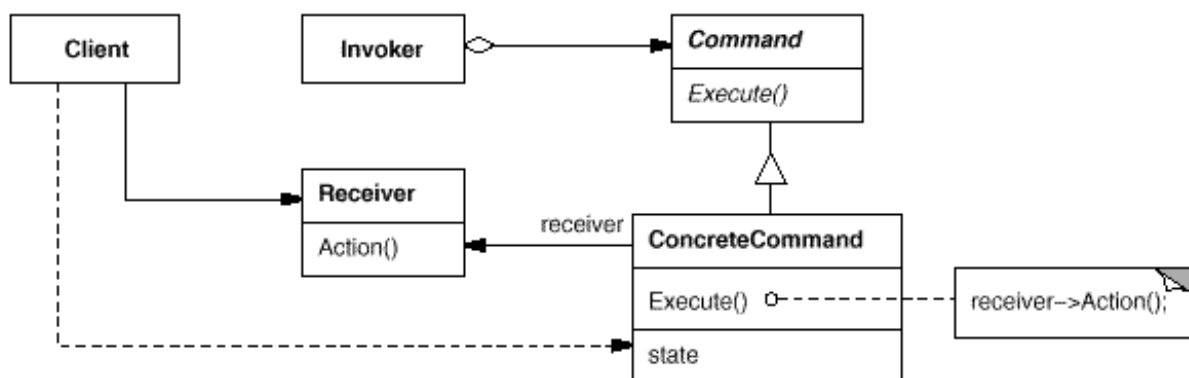 Client
Invoker
Command
Execute()
Receiver
Action()
receiver
ConcreteCommand
Execute()
state
receiver->Action();